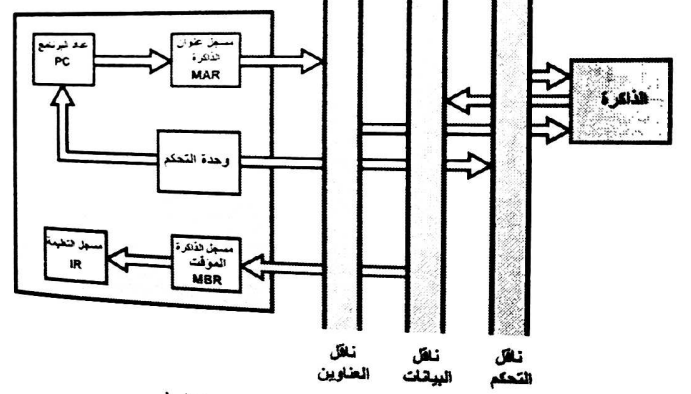 عداد البرنامج
PC
مسجل عنوان
الذاكرة
MAR
الذاكرة
وحدة التحكم
مسجل التعليمة
IR
مسجل الذاكرة
الموقت
MBR
ناقل
العناوين
ناقل
البيانات
ناقل
التحكم